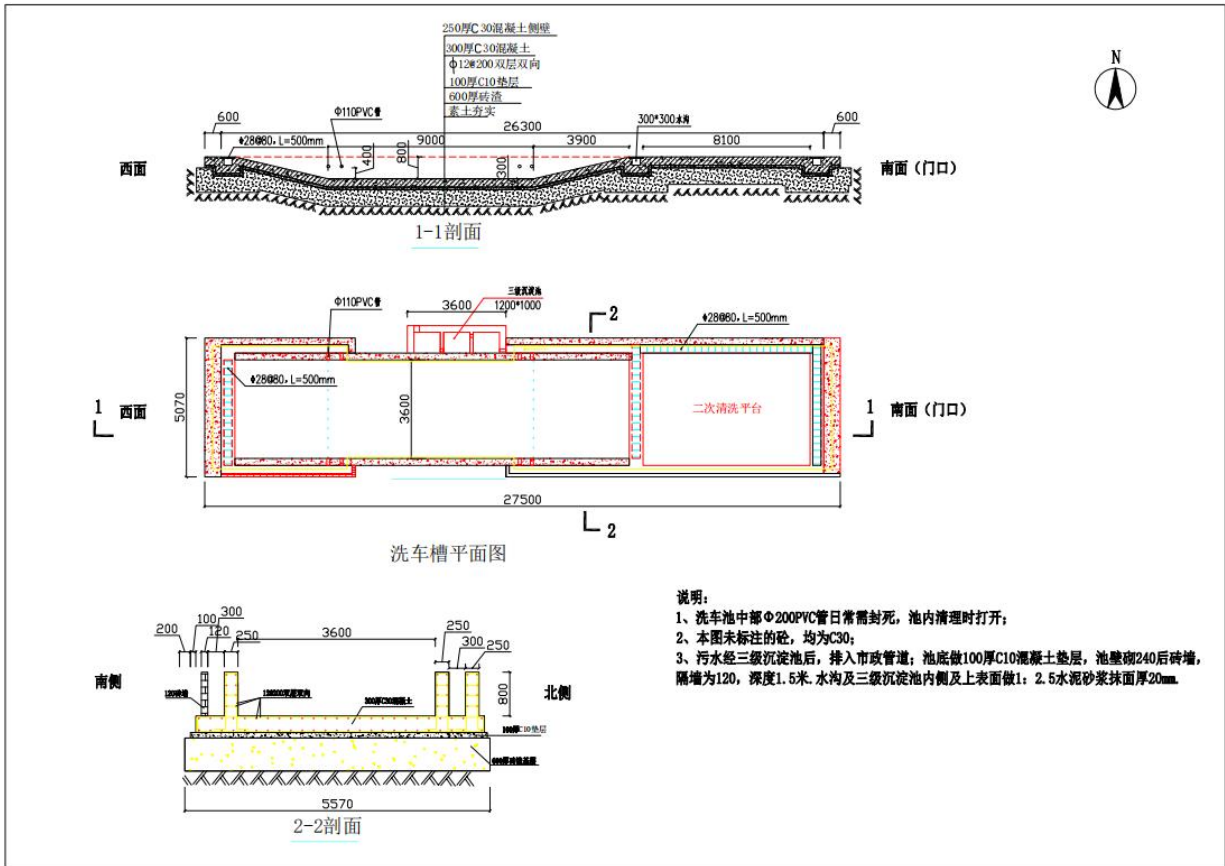 250厚C30混凝土侧壁
300厚C30混凝土
ф12@200双层双向
100厚C10垫层
600厚砖渣
素土夯实
N
600
Φ110PVC管
26300
300*300水沟
600
Φ28@80，L=500mm
9000
3900
8100
西面
400
800
300
南面（门口）
1-1剖面
三级沉淀池
Φ110PVC管
3600
1200*1000
2
Φ28@80，L=500mm
Φ28@80，L=500mm
1
西面
5070
3600
二次清洗平台
1
南面（门口）
27500
2
洗车槽平面图
说明：
1、洗车池中部Φ200PVC管日常需封死，池内清理时打开；
2、本图未标注的砼，均为C30；
3、污水经三级沉淀池后，排入市政管道；池底做100厚C10混凝土垫层，池壁砌240后砖墙，
隔墙为120，深度1.5米.水沟及三级沉淀池内侧及上表面做1：2.5水泥砂浆抹面厚20mm.
200
100
120
300
250
3600
250
300
250
南侧
北侧
800
120砖墙
300厚C30混凝土
100厚C10垫层
5570
2-2剖面